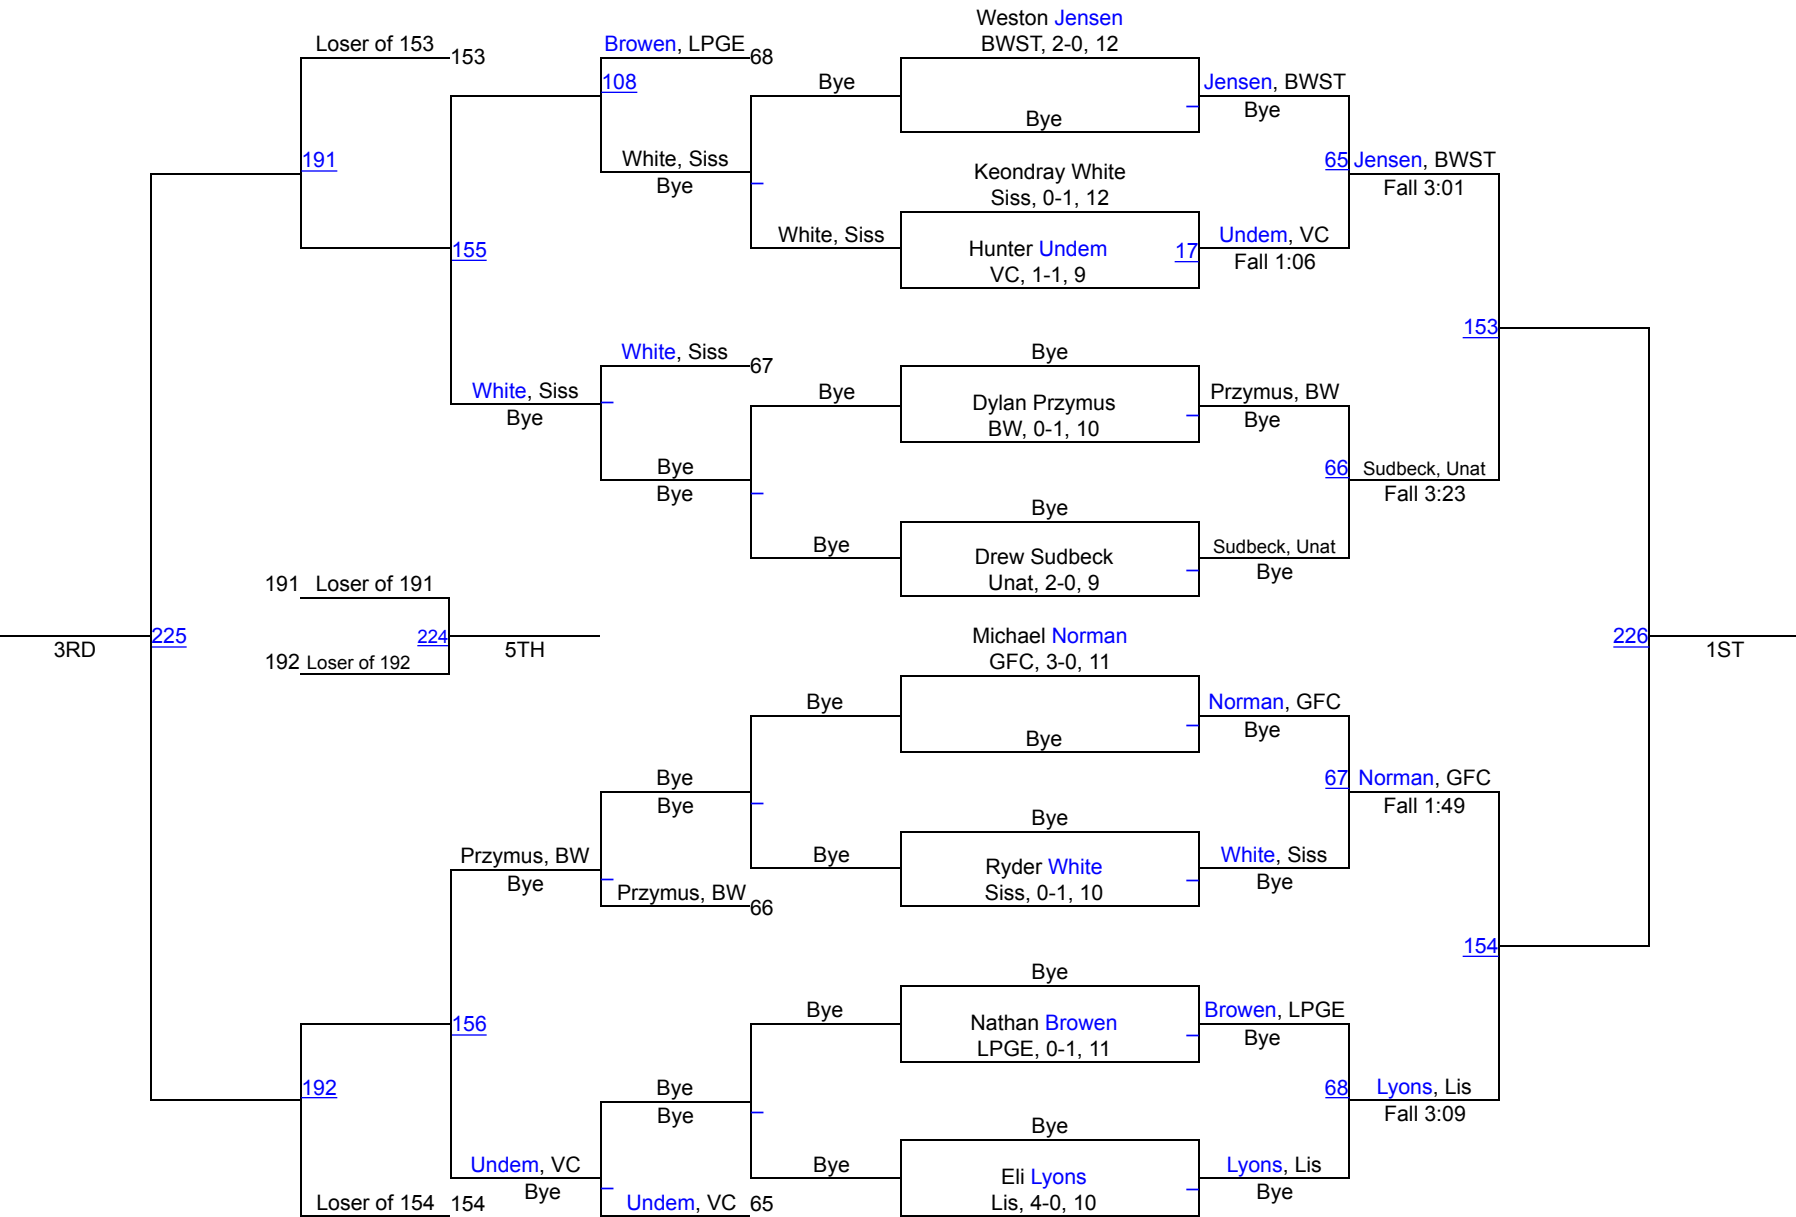 Weston Jensen
BWST, 2-0, 12
Loser of 153
153
Browen, LPGE
68
108
Bye
Bye
Jensen, BWST
Bye
White, Siss
Bye
191
Keondray White
Siss, 0-1, 12
65
Jensen, BWST
Fall 3:01
155
White, Siss
Hunter Undem
VC, 1-1, 9
17
Undem, VC
Fall 1:06
153
White, Siss
67
White, Siss
Bye
Bye
Bye
Dylan Przymus
BW, 0-1, 10
Przymus, BW
Bye
Bye
Bye
66
Sudbeck, Unat
Fall 3:23
Bye
Bye
Drew Sudbeck
Unat, 2-0, 9
Sudbeck, Unat
Bye
191
Loser of 191
3RD
225
224
5TH
192
Loser of 192
Michael Norman
GFC, 3-0, 11
226
1ST
Bye
Bye
Norman, GFC
Bye
Bye
Bye
67
Norman, GFC
Fall 1:49
Przymus, BW
Bye
Przymus, BW
66
Bye
Bye
Ryder White
Siss, 0-1, 10
White, Siss
Bye
154
156
Bye
Bye
Nathan Browen
LPGE, 0-1, 11
Browen, LPGE
Bye
192
Bye
Bye
68
Lyons, Lis
Fall 3:09
Undem, VC
Bye
Bye
Bye
Eli Lyons
Lis, 4-0, 10
Lyons, Lis
Bye
Loser of 154
154
Undem, VC
65